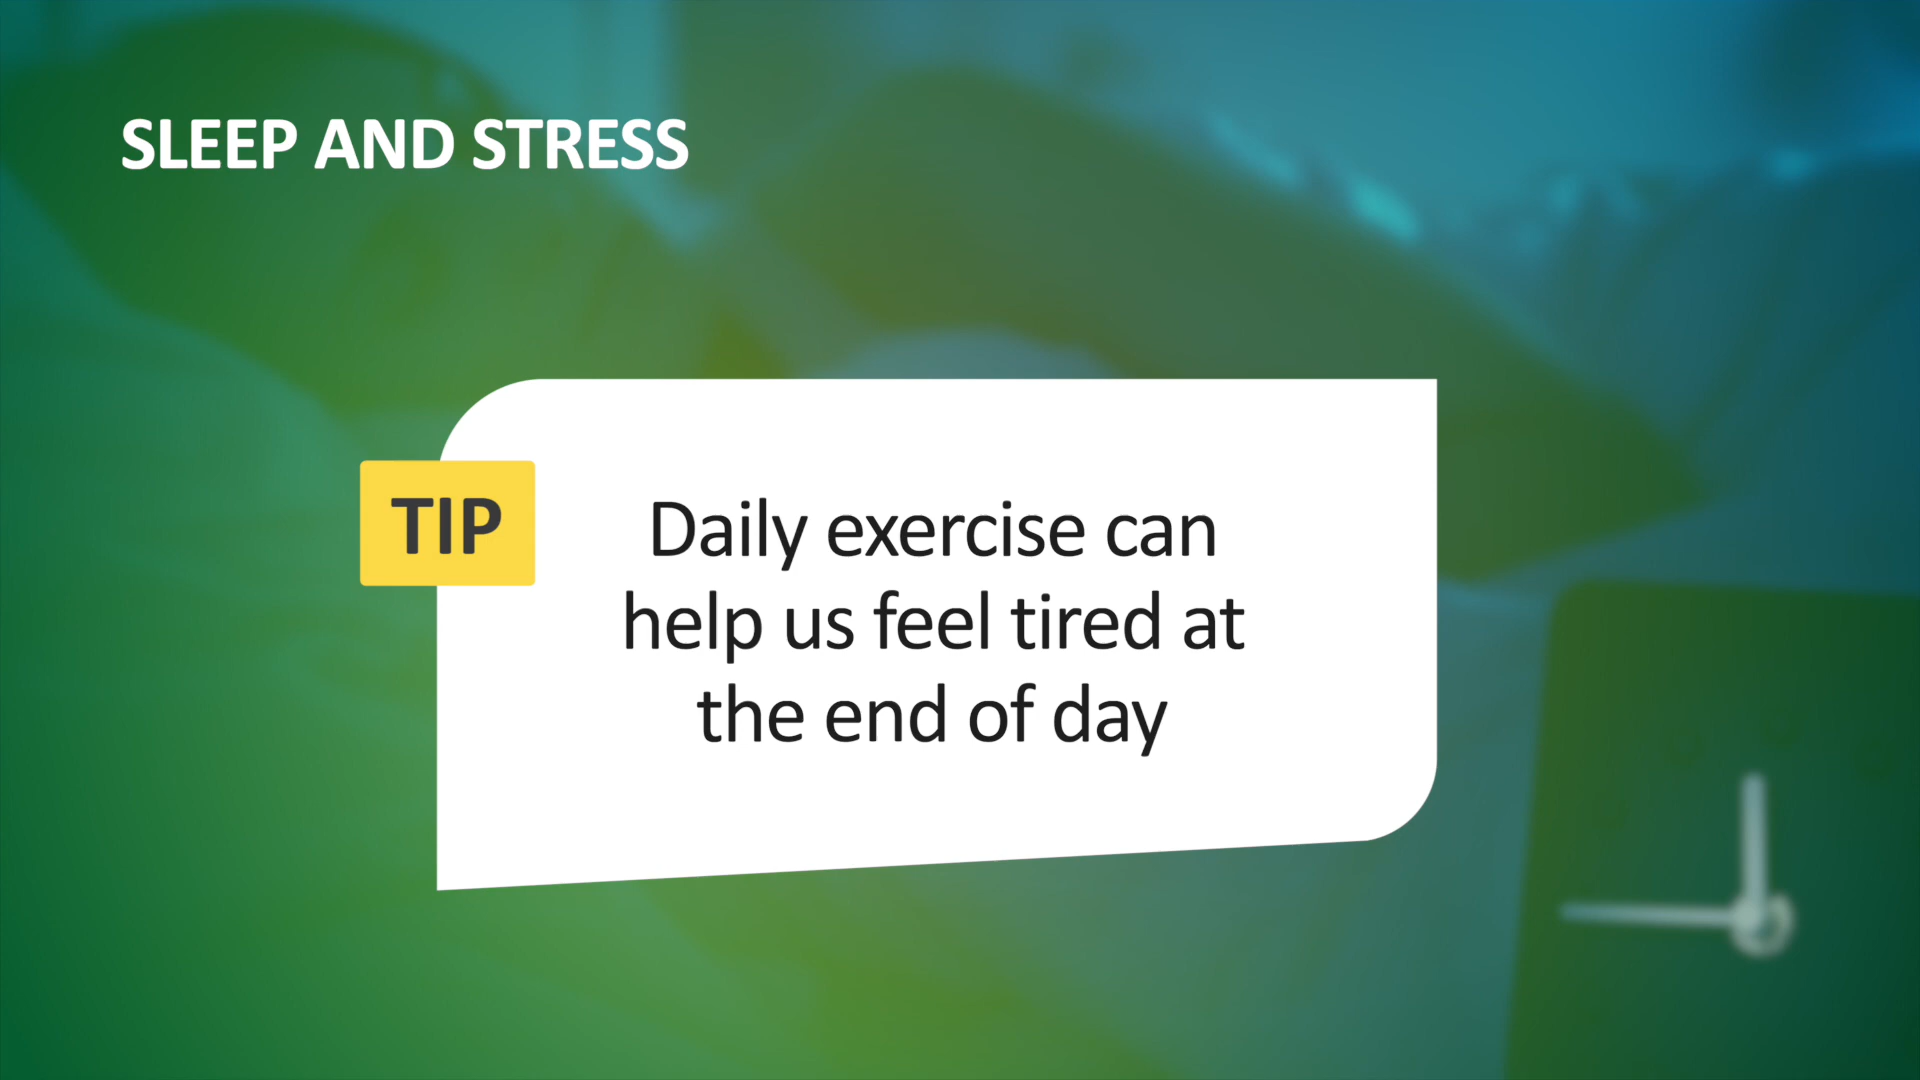 SLEEP AND STRESS
TIP
Daily exercise can
help us feel tired at
the end of day